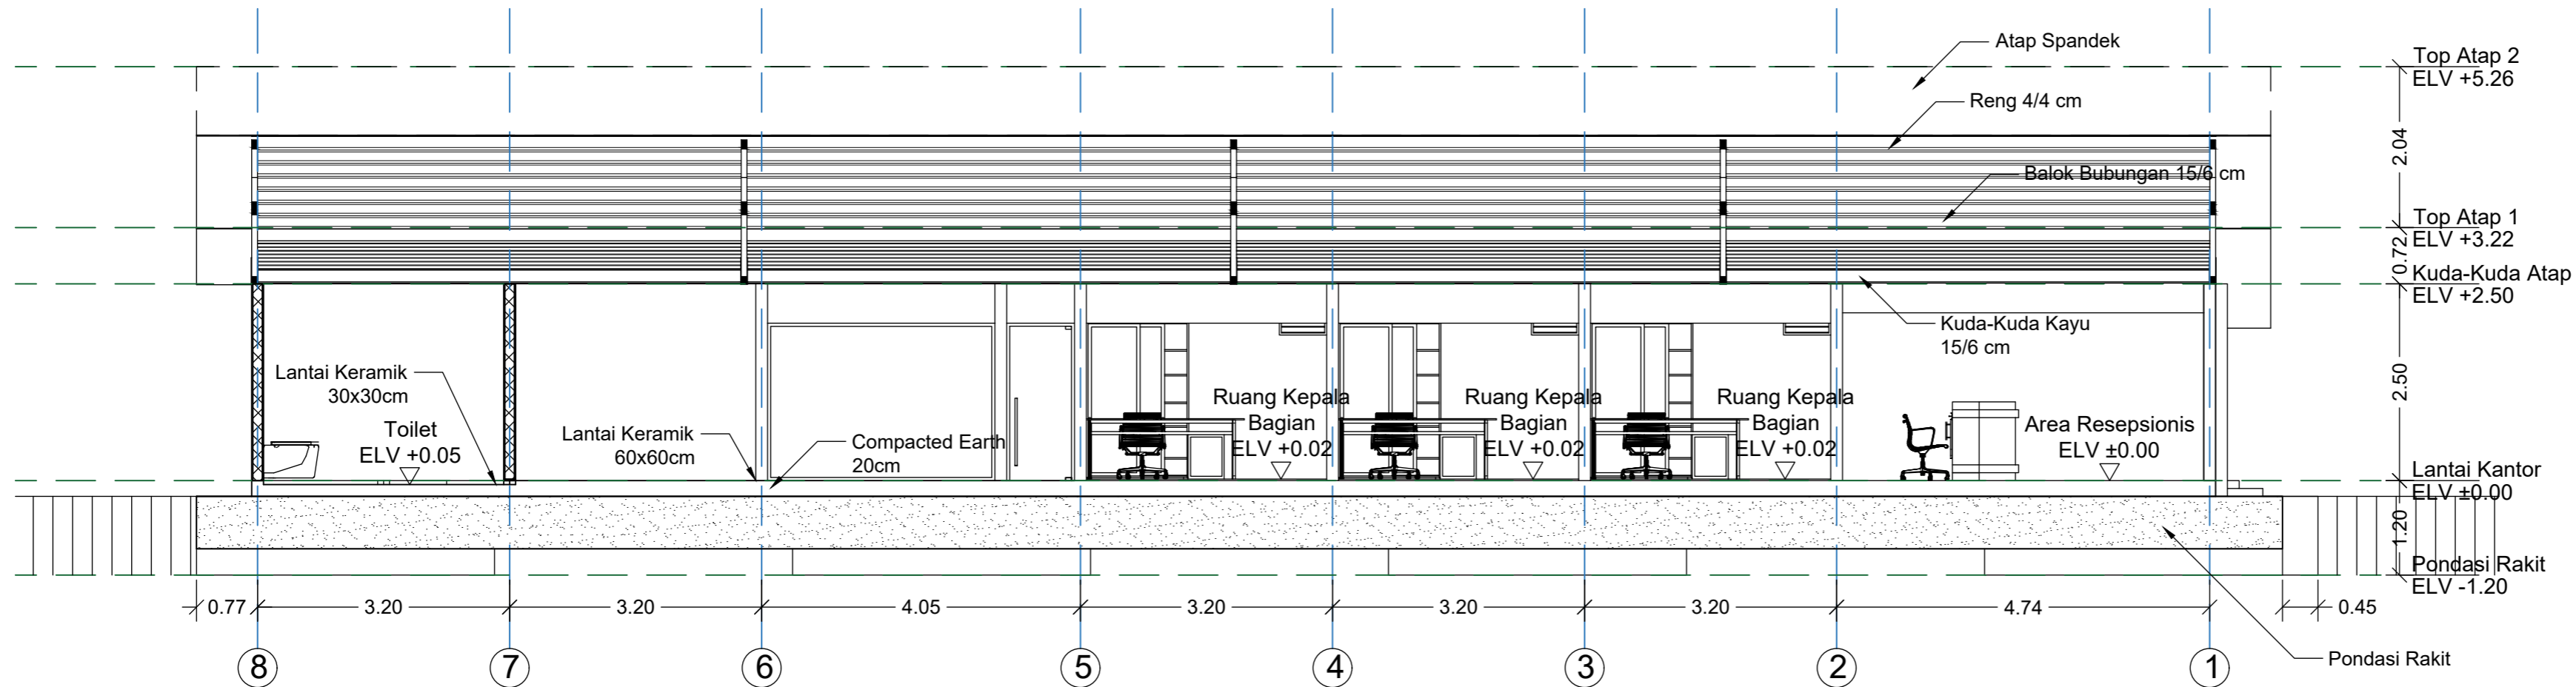 Atap Spandek
Top Atap 2
ELV +5.26
Reng 4/4 cm
2.04
Balok Bubungan 15/6 cm
Top Atap 1
ELV +3.22
0.72
Kuda-Kuda Atap
ELV +2.50
Kuda-Kuda Kayu
15/6 cm
2.50
Lantai Keramik
30x30cm
Toilet
ELV +0.05
Lantai Keramik
60x60cm
Compacted Earth
20cm
Ruang Kepala
Bagian
ELV +0.02
Ruang Kepala
Bagian
ELV +0.02
Ruang Kepala
Bagian
ELV +0.02
Area Resepsionis
ELV ±0.00
Lantai Kantor
ELV ±0.00
1.20
Pondasi Rakit
ELV -1.20
0.77
3.20
3.20
4.05
3.20
3.20
3.20
4.74
0.45
Pondasi Rakit
8
7
6
5
4
3
2
1